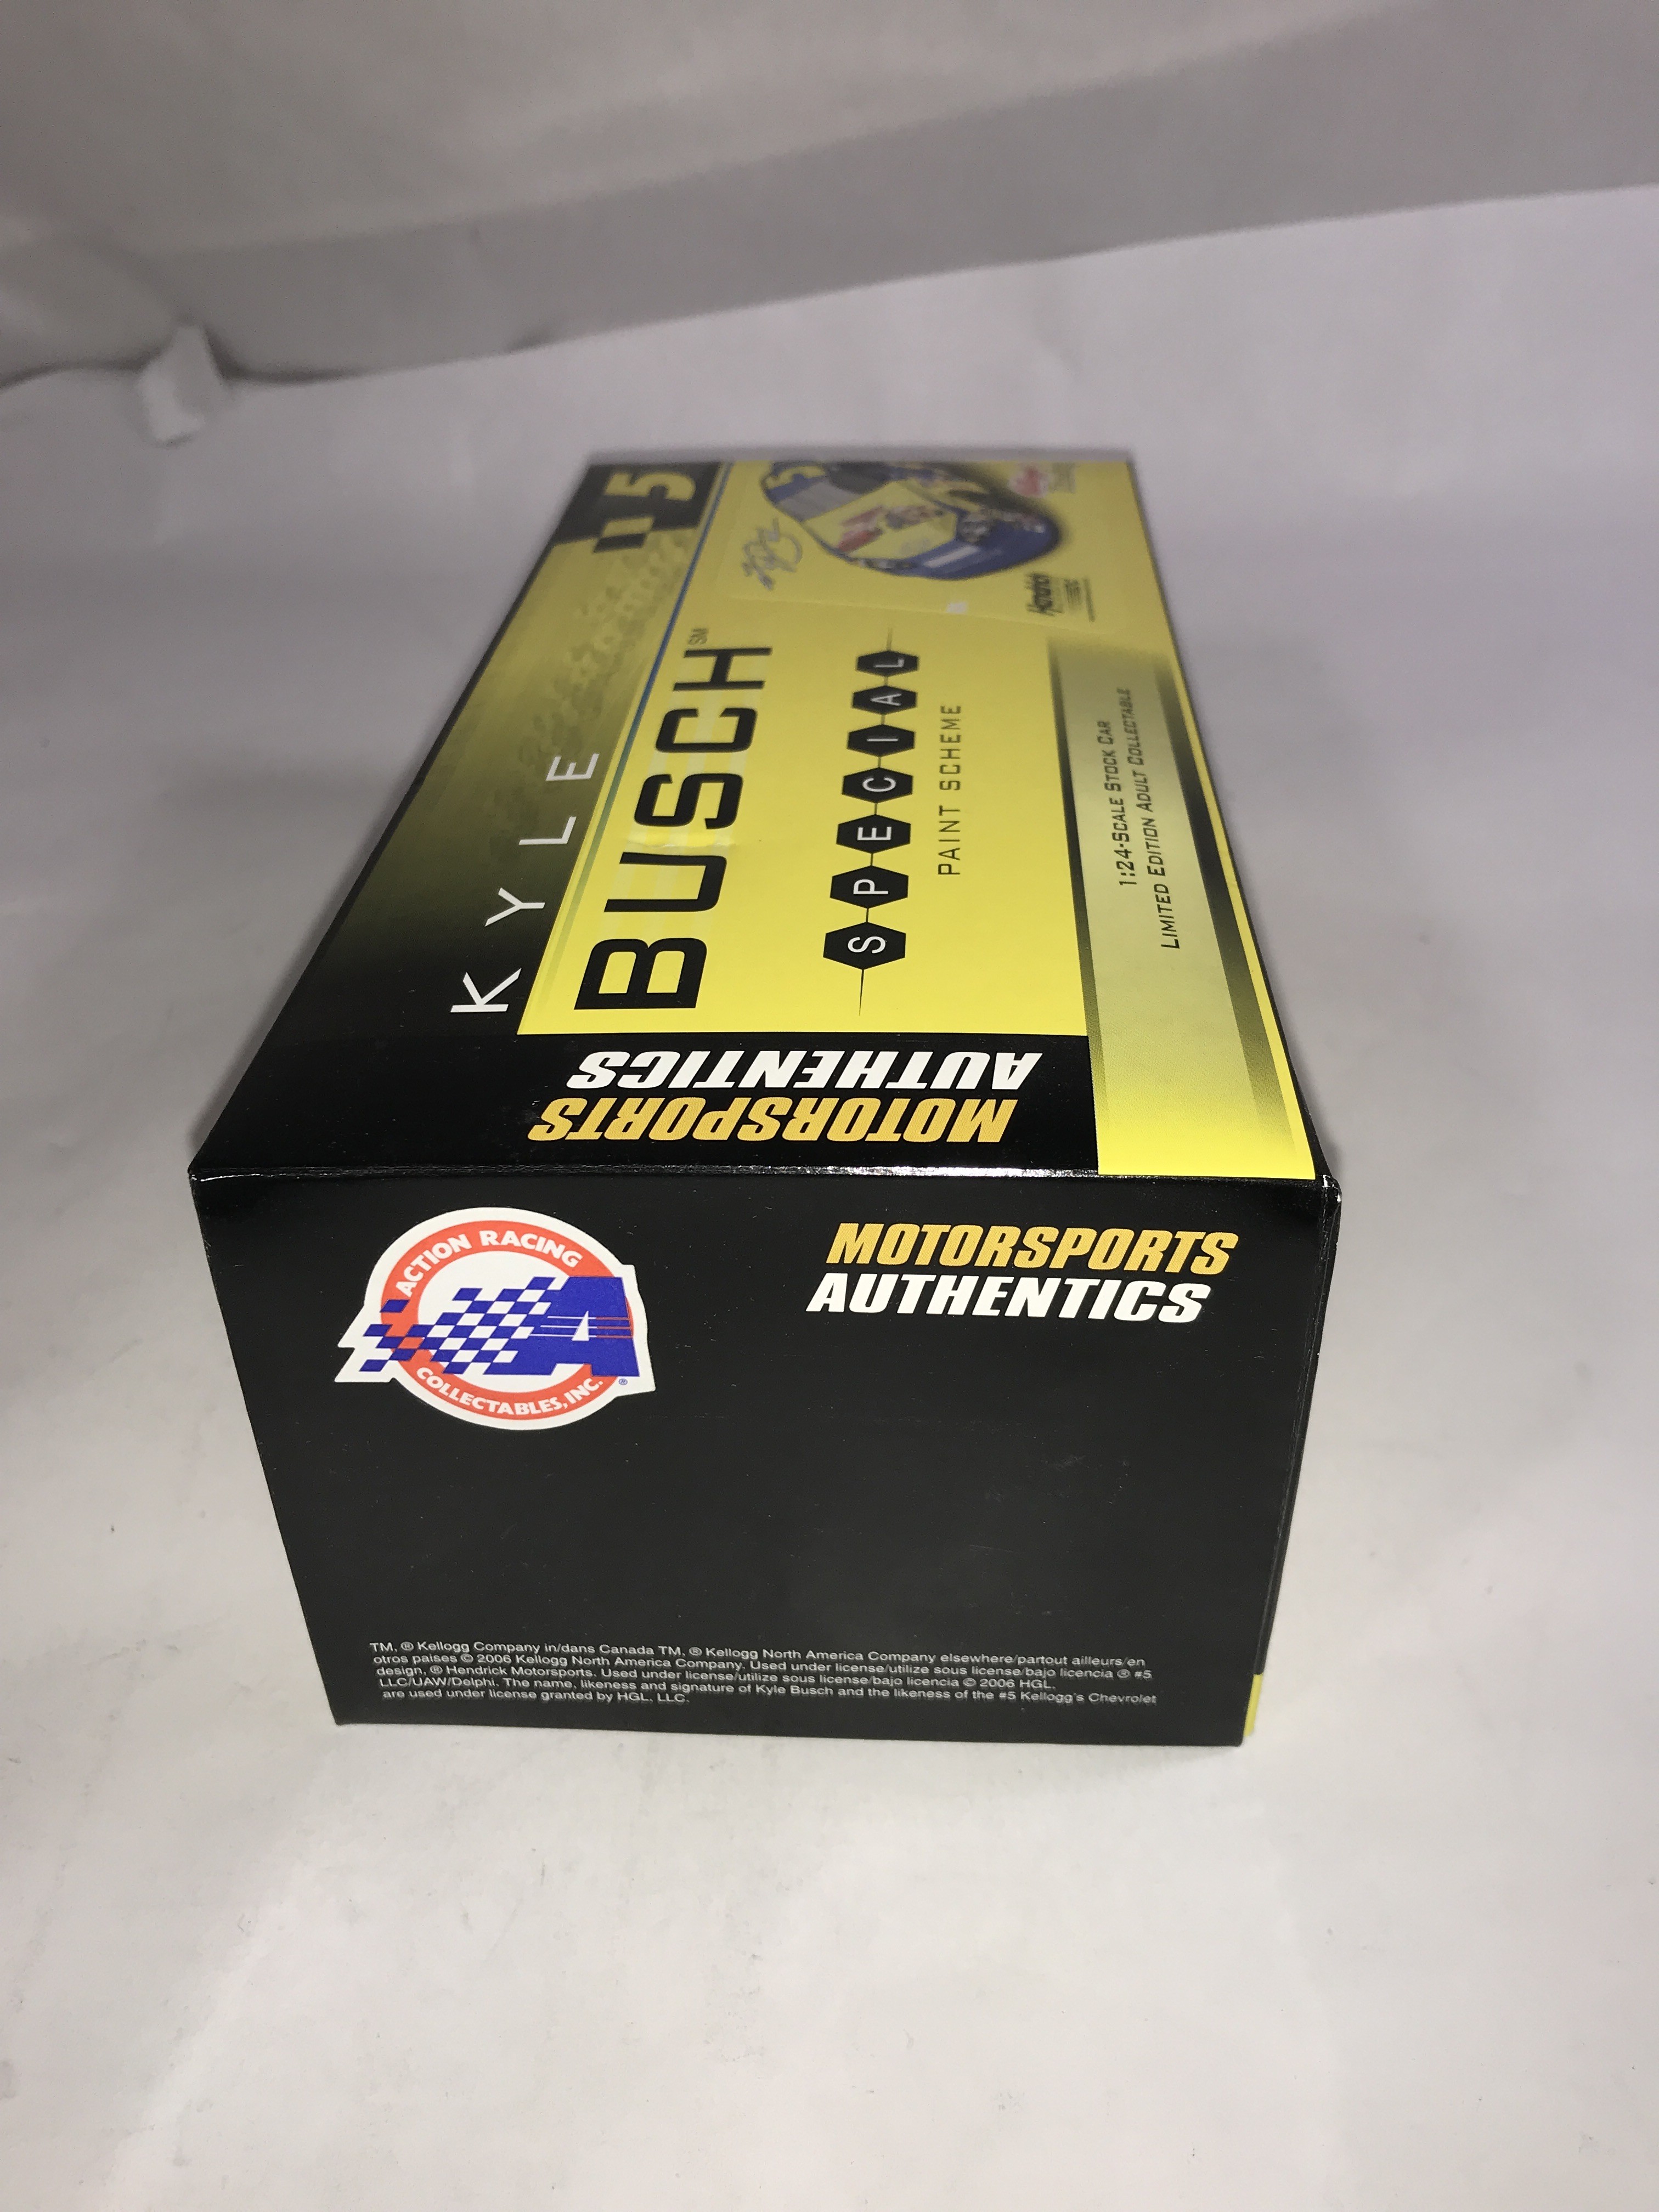 5
KYLE
BUSCH℠
SPECIAL
PAINT SCHEME
Hendrick
1:24-SCALE STOCK CAR
LIMITED EDITION ADULT COLLECTABLE
MOTORSPORTS
AUTHENTICS
ACTION RACING
A
COLLECTABLES, INC.®
MOTORSPORTS
AUTHENTICS
TM, ® Kellogg Company in/dans Canada TM, ® Kellogg North America Company elsewhere/partout ailleurs/en
otros paises © 2006 Kellogg North America Company. Used under license/utilize sous license/bajo licencia ® #5
design, ® Hendrick Motorsports. Used under license/utilize sous license/bajo licencia © 2006 HGL.
LLC/UAW/Delphi. The name, likeness and signature of Kyle Busch and the likeness of the #5 Kellogg's Chevrolet
are used under license granted by HGL, LLC.